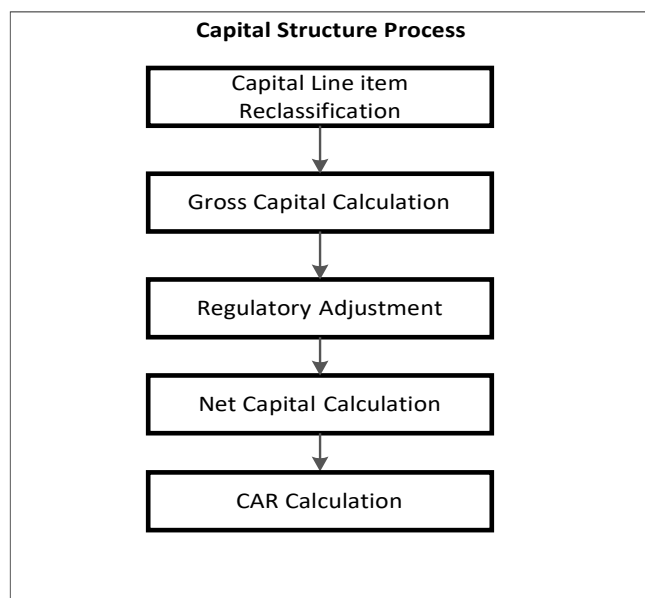 Capital Structure Process
Capital Line item
Reclassification
Gross Capital Calculation
Regulatory Adjustment
Net Capital Calculation
CAR Calculation